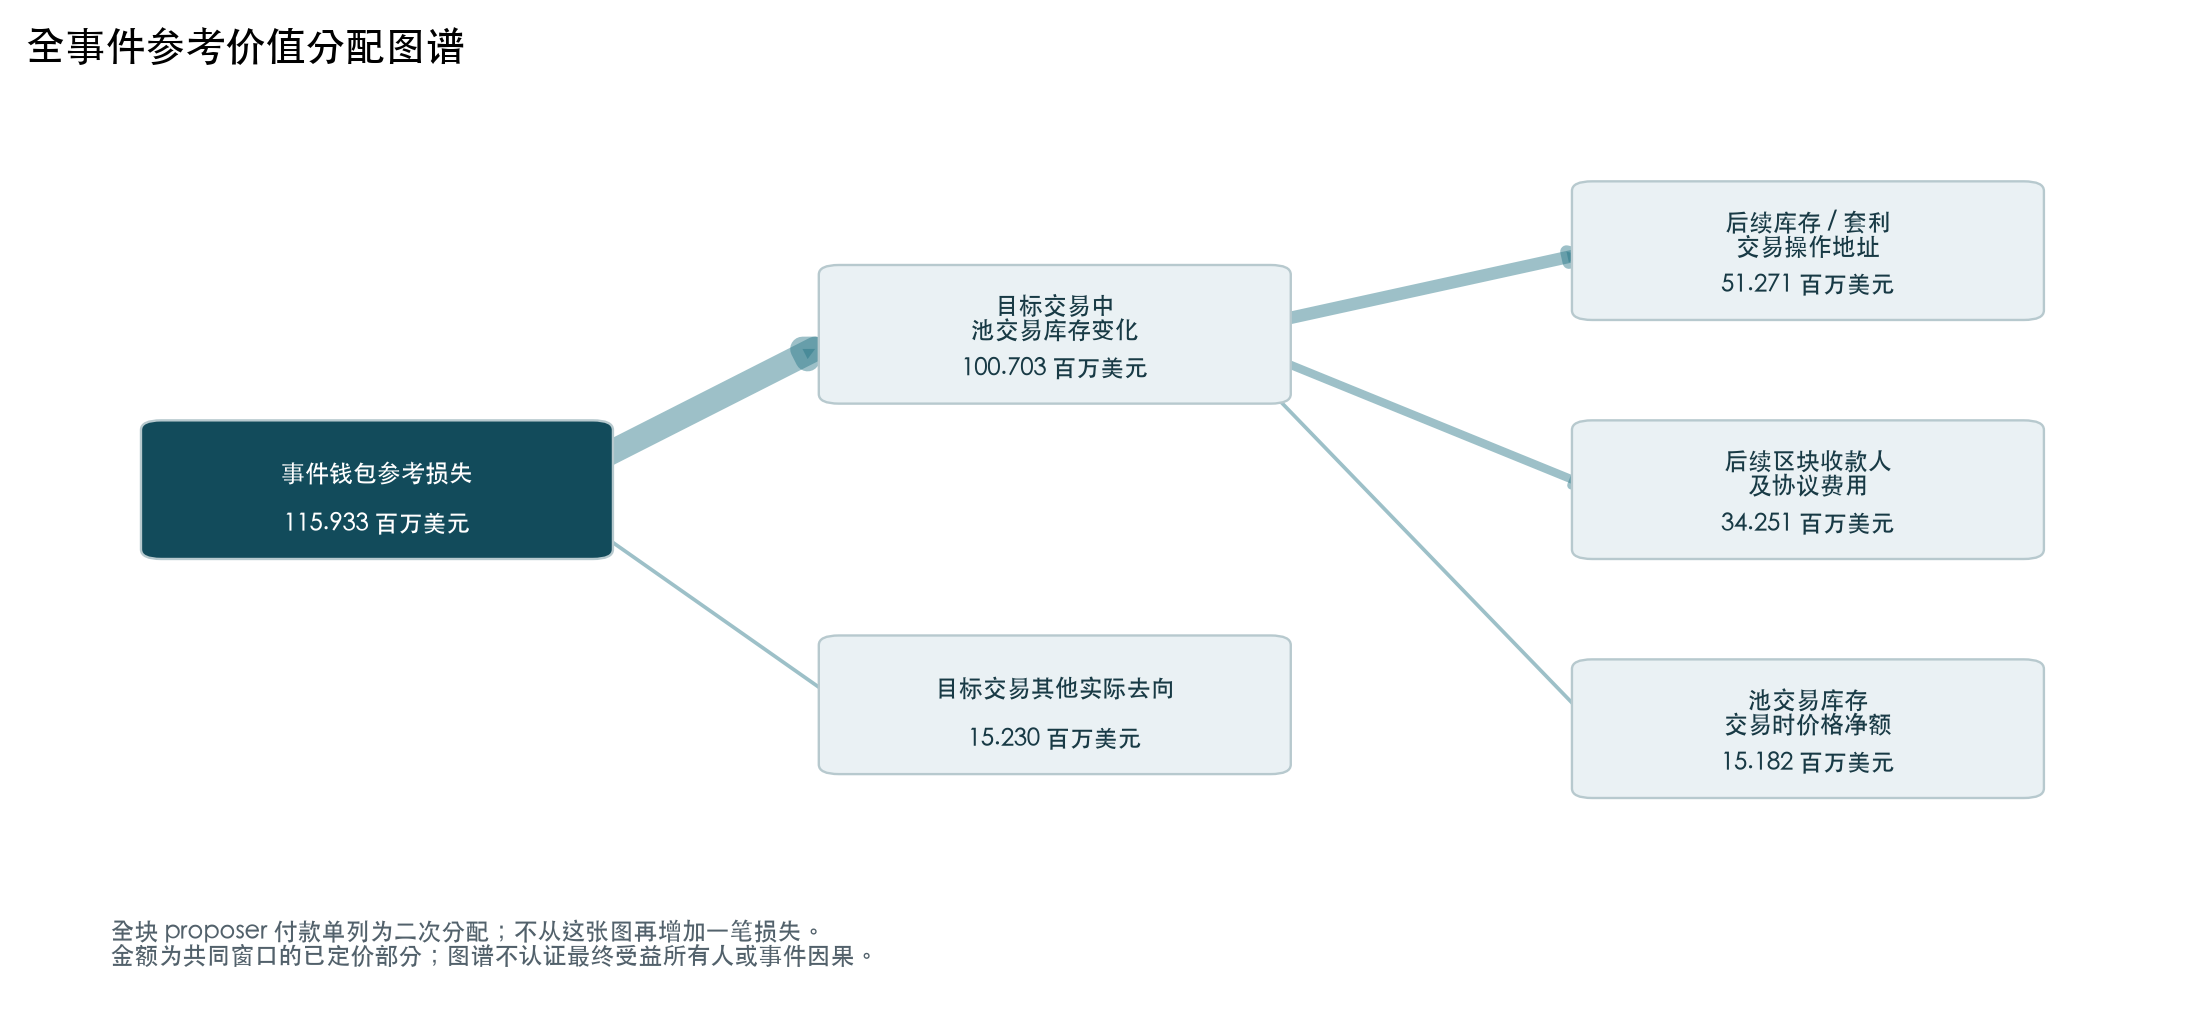 全事件参考价值分配图谱
事件钱包参考损失
115.933 百万美元
目标交易中
池交易库存变化
100.703 百万美元
目标交易其他实际去向
15.230 百万美元
后续库存 / 套利
交易操作地址
51.271 百万美元
后续区块收款人
及协议费用
34.251 百万美元
池交易库存
交易时价格净额
15.182 百万美元
全块 proposer 付款单列为二次分配；不从这张图再增加一笔损失。
金额为共同窗口的已定价部分；图谱不认证最终受益所有人或事件因果。